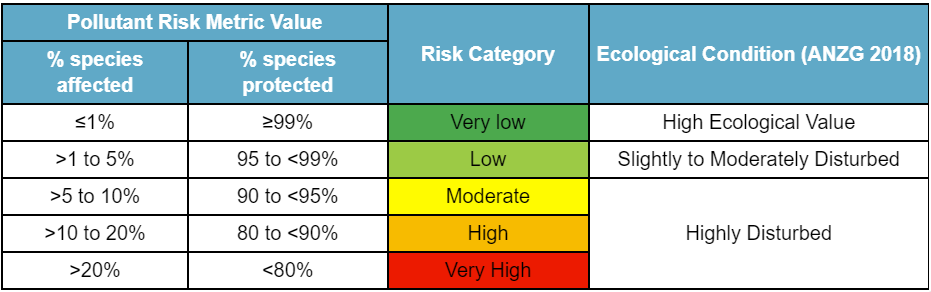 Pollutant Risk Metric Value
Risk Category
Ecological Condition (ANZG 2018)
% species
affected
% species
protected
≤1%
≥99%
Very low
High Ecological Value
>1 to 5%
95 to <99%
Low
Slightly to Moderately Disturbed
>5 to 10%
90 to <95%
Moderate
>10 to 20%
80 to <90%
High
Highly Disturbed
>20%
<80%
Very High